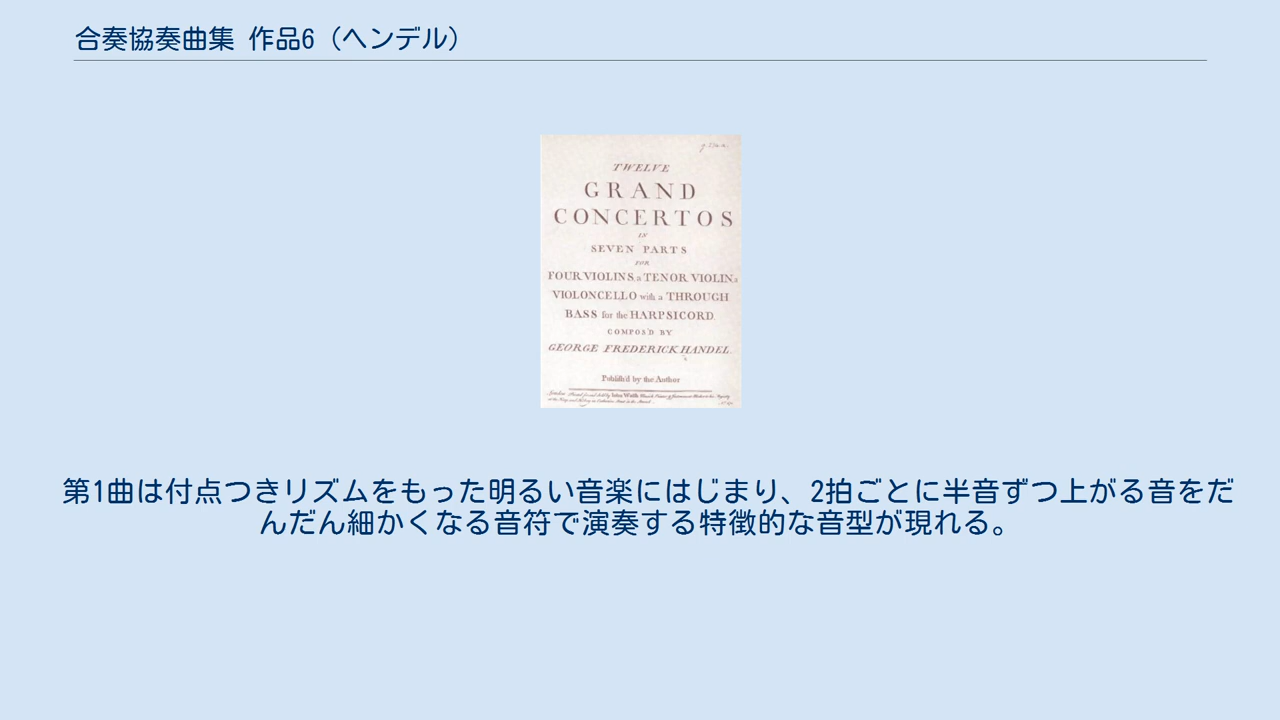 合奏協奏曲集 作品6（ヘンデル）
TWELVE
GRAND
CONCERTOS
IN
SEVEN PARTS
FOR
FOUR VIOLINS, a TENOR VIOLIN, a
VIOLONCELLO with a THROUGH
BASS for the HARPSICORD.
COMPOS'D BY
GEORGE FREDERICK HANDEL.
Publish'd by the Author
第1曲は付点つきリズムをもった明るい音楽にはじまり、2拍ごとに半音ずつ上がる音をだ
んだん細かくなる音符で演奏する特徴的な音型が現れる。